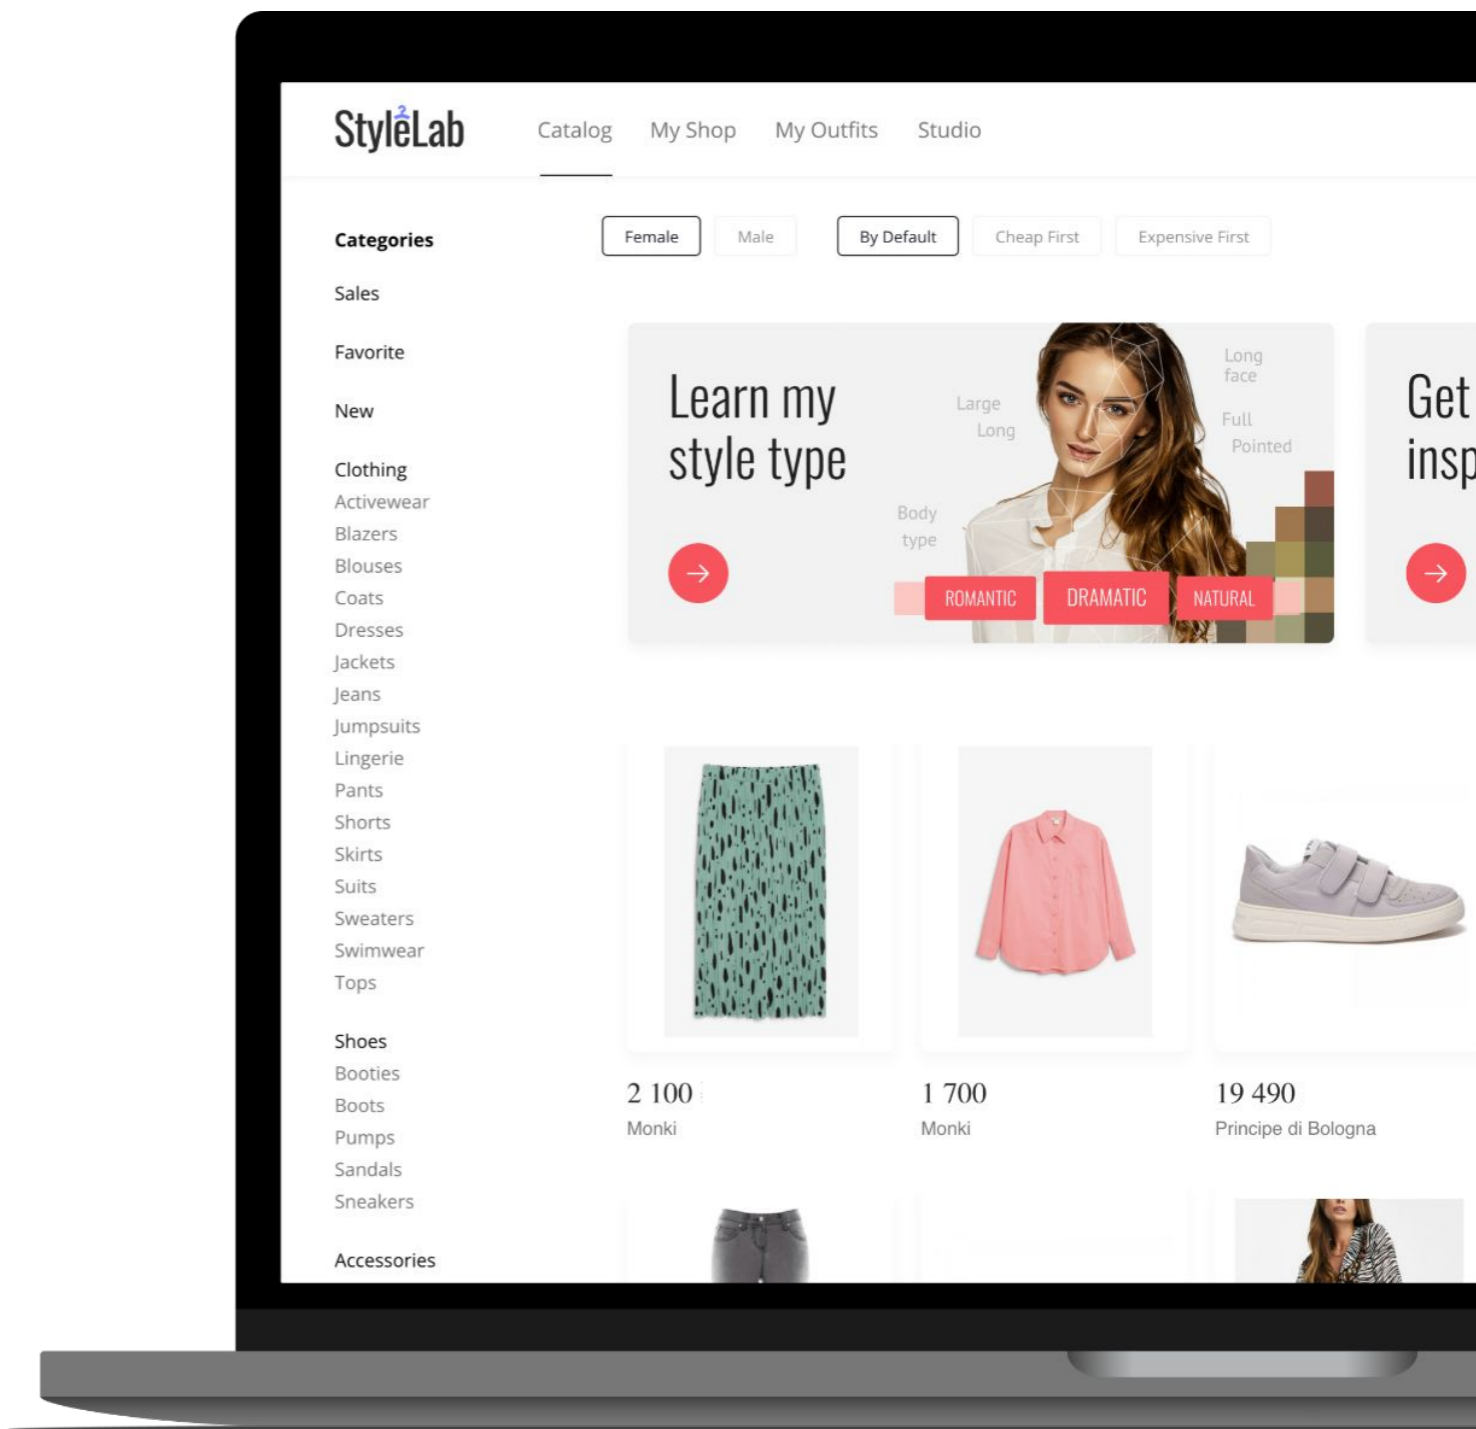 StyleLab
Catalog My Shop My Outfits Studio
Categories
Sales
Favorite
New
Clothing
Activewear
Blazers
Blouses
Coats
Dresses
Jackets
Jeans
Jumpsuits
Lingerie
Pants
Shorts
Skirts
Suits
Sweaters
Swimwear
Tops
Shoes
Booties
Boots
Pumps
Sandals
Sneakers
Accessories
Female Male By Default Cheap First Expensive First
Learn my
style type
Large
Long
Long
face
Full
Pointed
Body
type
ROMANTIC DRAMATIC NATURAL
Get
insp
2 100
Monki
1 700
Monki
19 490
Principe di Bologna